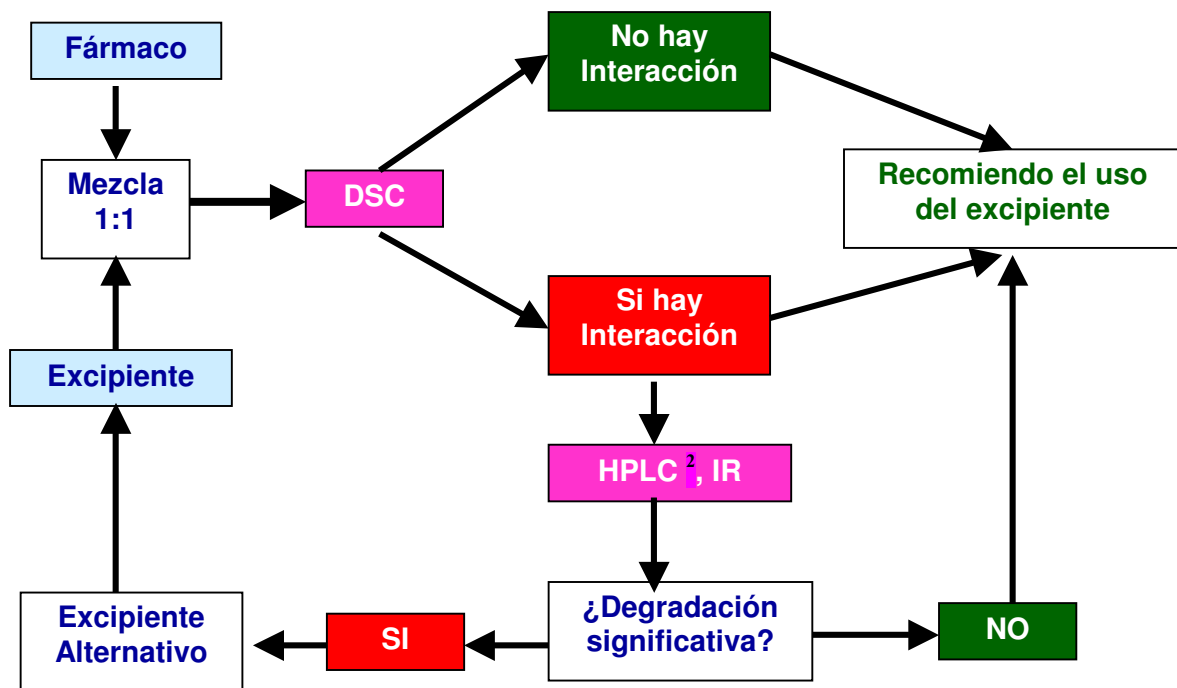 Fármaco
Mezcla
1:1
Excipiente
Excipiente
Alternativo
DSC
No hay
Interacción
Si hay
Interacción
HPLC 2, IR
¿Degradación
significativa?
SI
NO
Recomiendo el uso
del excipiente